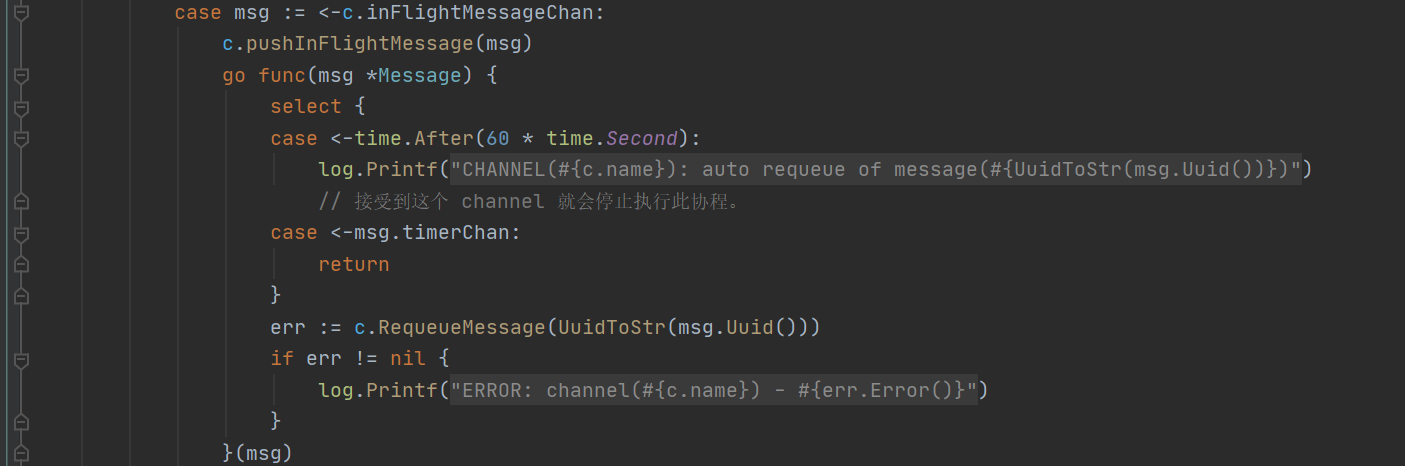 case msg := <-c.inFlightMessageChan:
c.pushInFlightMessage(msg)
go func(msg *Message) {
select {
case <-time.After(60 * time.Second):
log.Printf("CHANNEL(#{c.name}): auto requeue of message(#{UuidToStr(msg.Uuid())})")
// 接受到这个 channel 就会停止执行此协程。
case <-msg.timerChan:
return
}
err := c.RequeueMessage(UuidToStr(msg.Uuid()))
if err != nil {
log.Printf("ERROR: channel(#{c.name}) - #{err.Error()}")
}
}(msg)